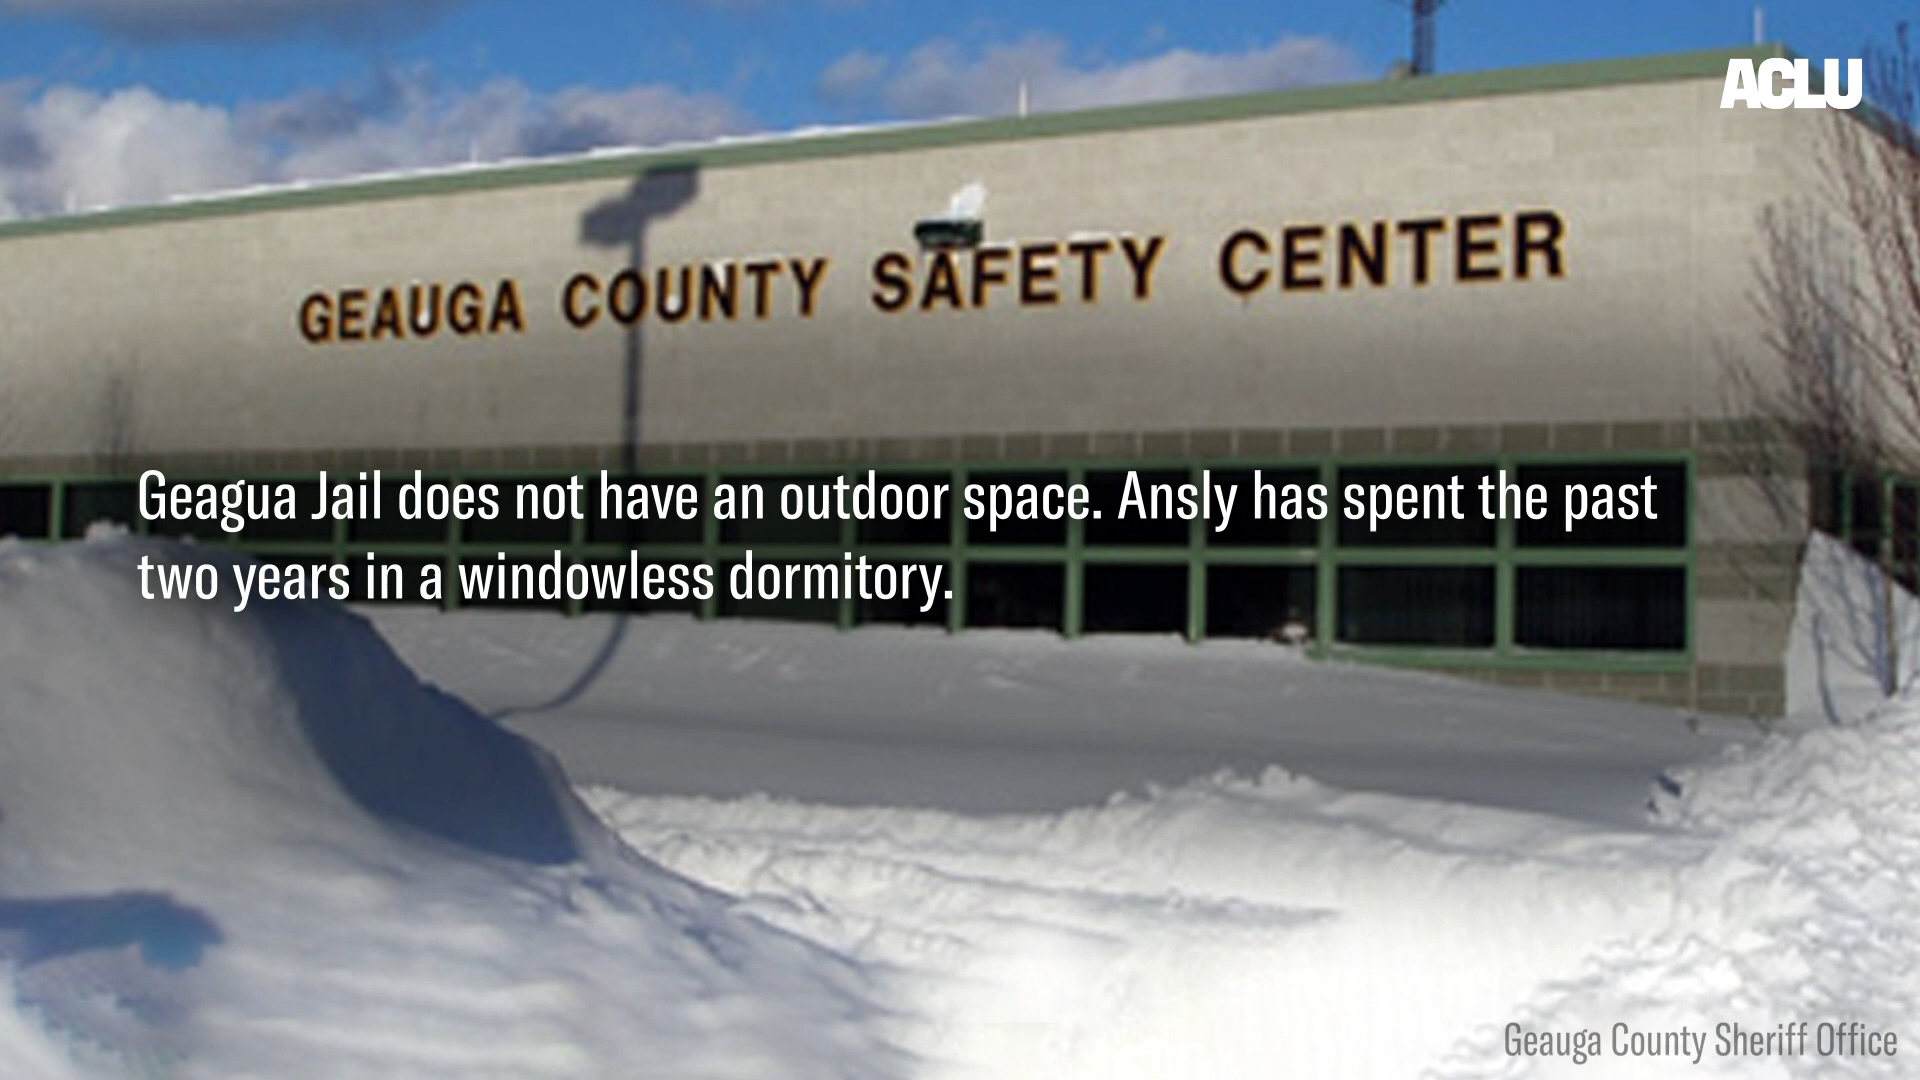 ACLU
GEAUGA COUNTY SAFETY CENTER
Geagua Jail does not have an outdoor space. Ansly has spent the past
two years in a windowless dormitory.
Geauga County Sheriff Office